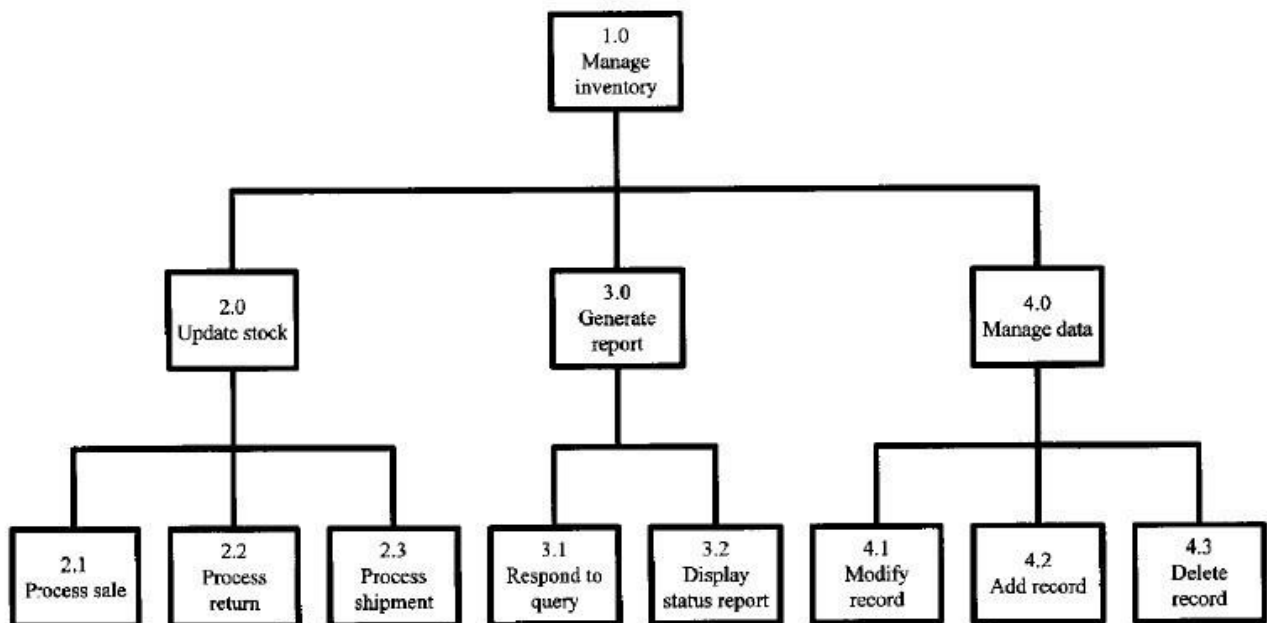 1.0
Manage
inventory
2.0
Update stock
3.0
Generate
report
4.0
Manage data
2.1
Process sale
2.2
Process
return
2.3
Process
shipment
3.1
Respond to
query
3.2
Display
status report
4.1
Modify
record
4.2
Add record
4.3
Delete
record